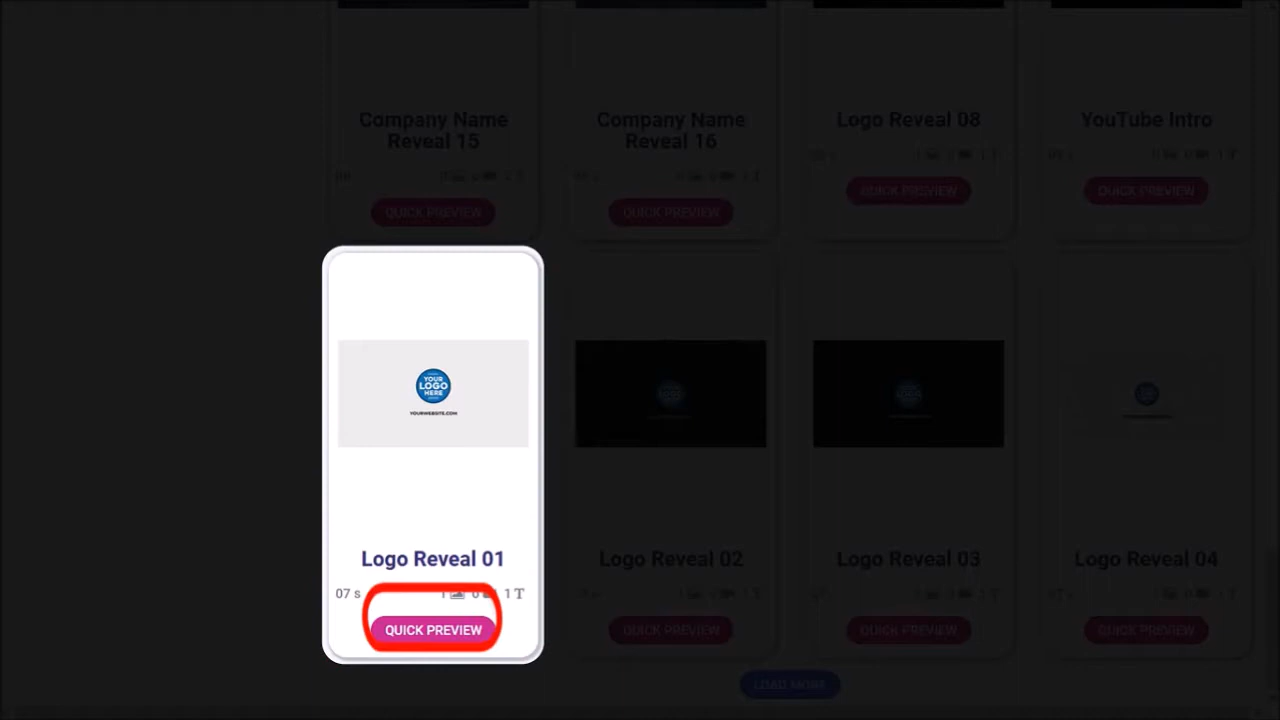 Company Name
Reveal 15
Company Name
Reveal 16
Logo Reveal 08
YouTube Intro
QUICK PREVIEW
QUICK PREVIEW
QUICK PREVIEW
QUICK PREVIEW
YOUR
LOGO
HERE
YOURWEBSITE.COM
Logo Reveal 01
Logo Reveal 02
Logo Reveal 03
Logo Reveal 04
07 s
1 T
QUICK PREVIEW
QUICK PREVIEW
QUICK PREVIEW
QUICK PREVIEW
LOAD MORE